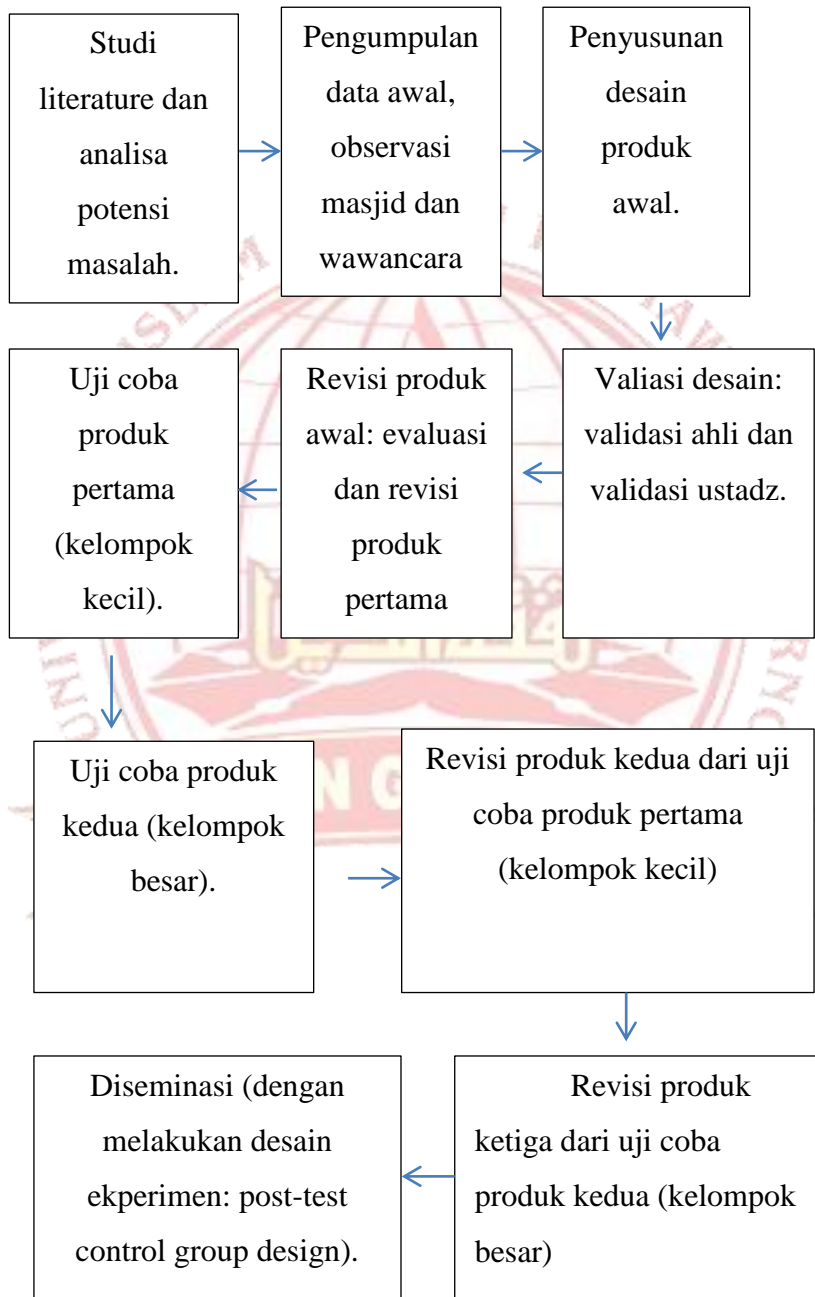 Studi
literature dan
analisa
potensi
masalah.
Pengumpulan
data awal,
observasi
masjid dan
wawancara
Penyusunan
desain
produk
awal.
Valiasi desain:
validasi ahli dan
validasi ustadz.
Revisi produk
awal: evaluasi
dan revisi
produk
pertama
Uji coba
produk
pertama
(kelompok
kecil).
Uji coba produk
kedua (kelompok
besar).
Revisi produk kedua dari uji
coba produk pertama
(kelompok kecil)
Revisi produk
ketiga dari uji coba
produk kedua (kelompok
besar)
Diseminasi (dengan
melakukan desain
ekperimen: post-test
control group design).